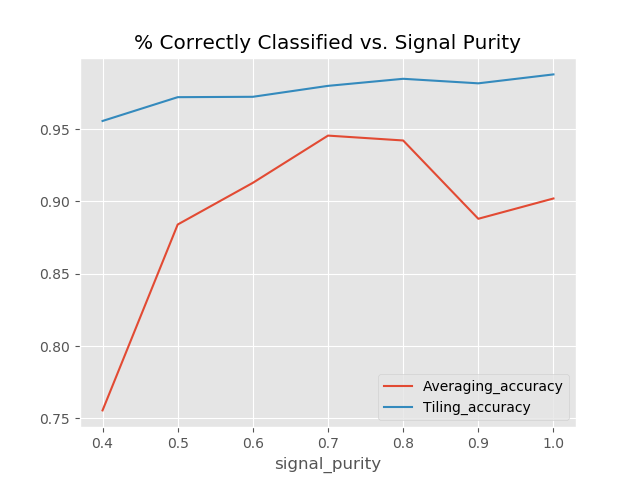 % Correctly Classified vs. Signal Purity
0.95
0.90
0.85
0.80
0.75
Averaging_accuracy
Tiling_accuracy
0.4 0.5 0.6 0.7 0.8 0.9 1.0
signal_purity